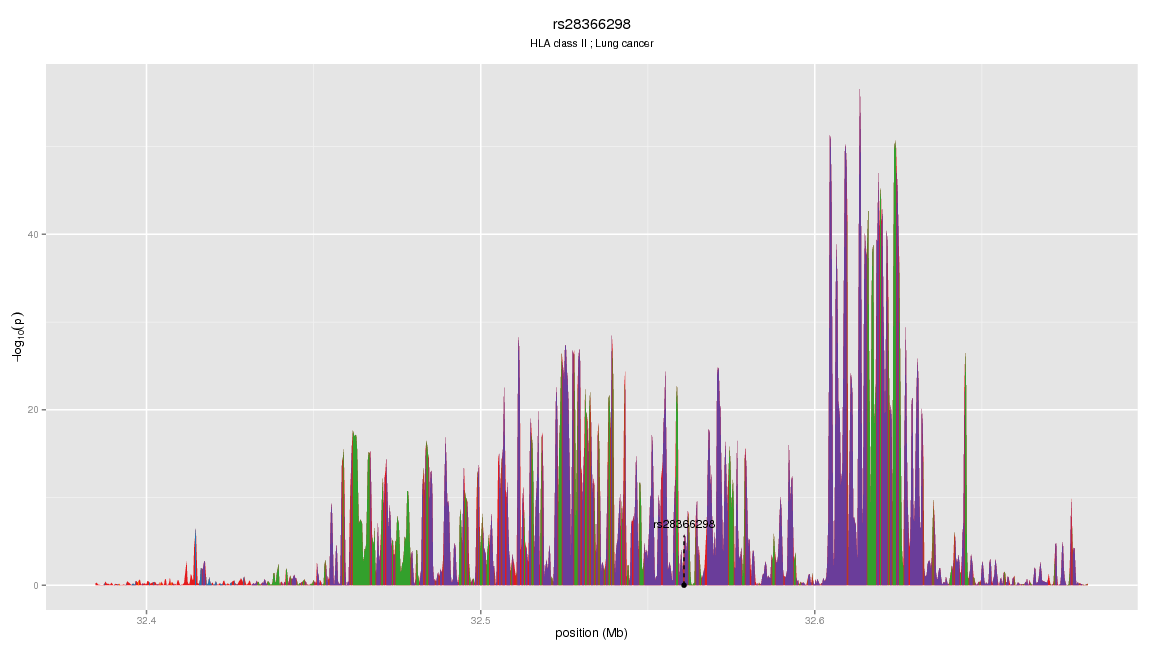 rs28366298
HLA class II ; Lung cancer
−log10(p)
40
20
0
rs28366298
32.4
32.5
32.6
position (Mb)